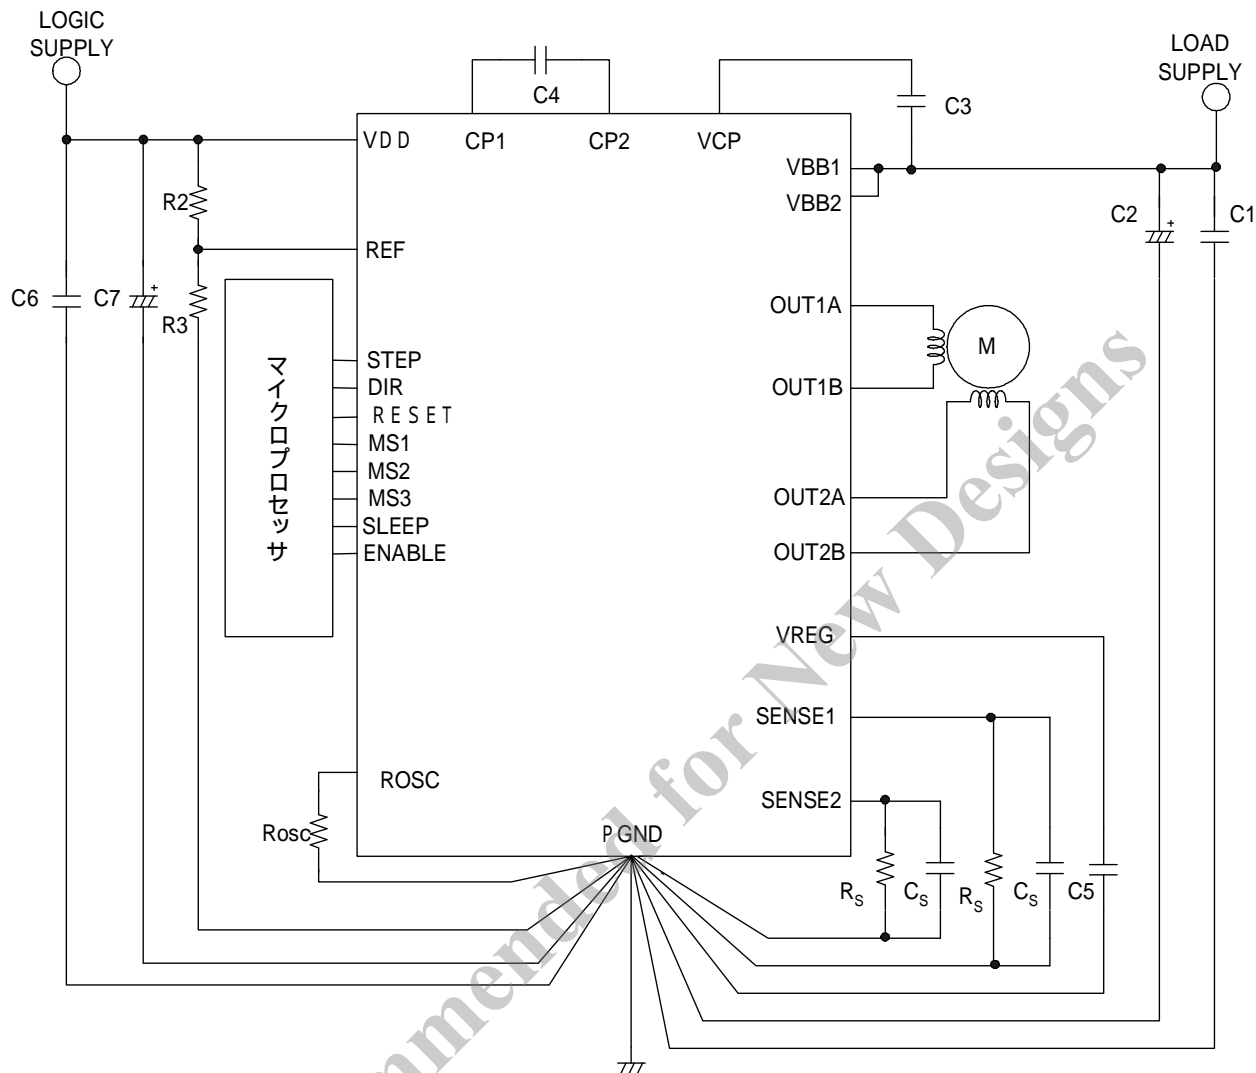 LOGIC
SUPPLY
LOAD
SUPPLY
C4
C3
VDD
CP1
CP2
VCP
VBB1
VBB2
R2
C2
+
C1
REF
C6
C7
+
R3
OUT1A
M
マイクロプロセッサ
STEP
DIR
RESET
MS1
MS2
MS3
SLEEP
ENABLE
OUT1B
OUT2A
OUT2B
VREG
SENSE1
ROSC
SENSE2
Rosc
PGND
RS
CS
RS
CS
C5
mmended for New Designs